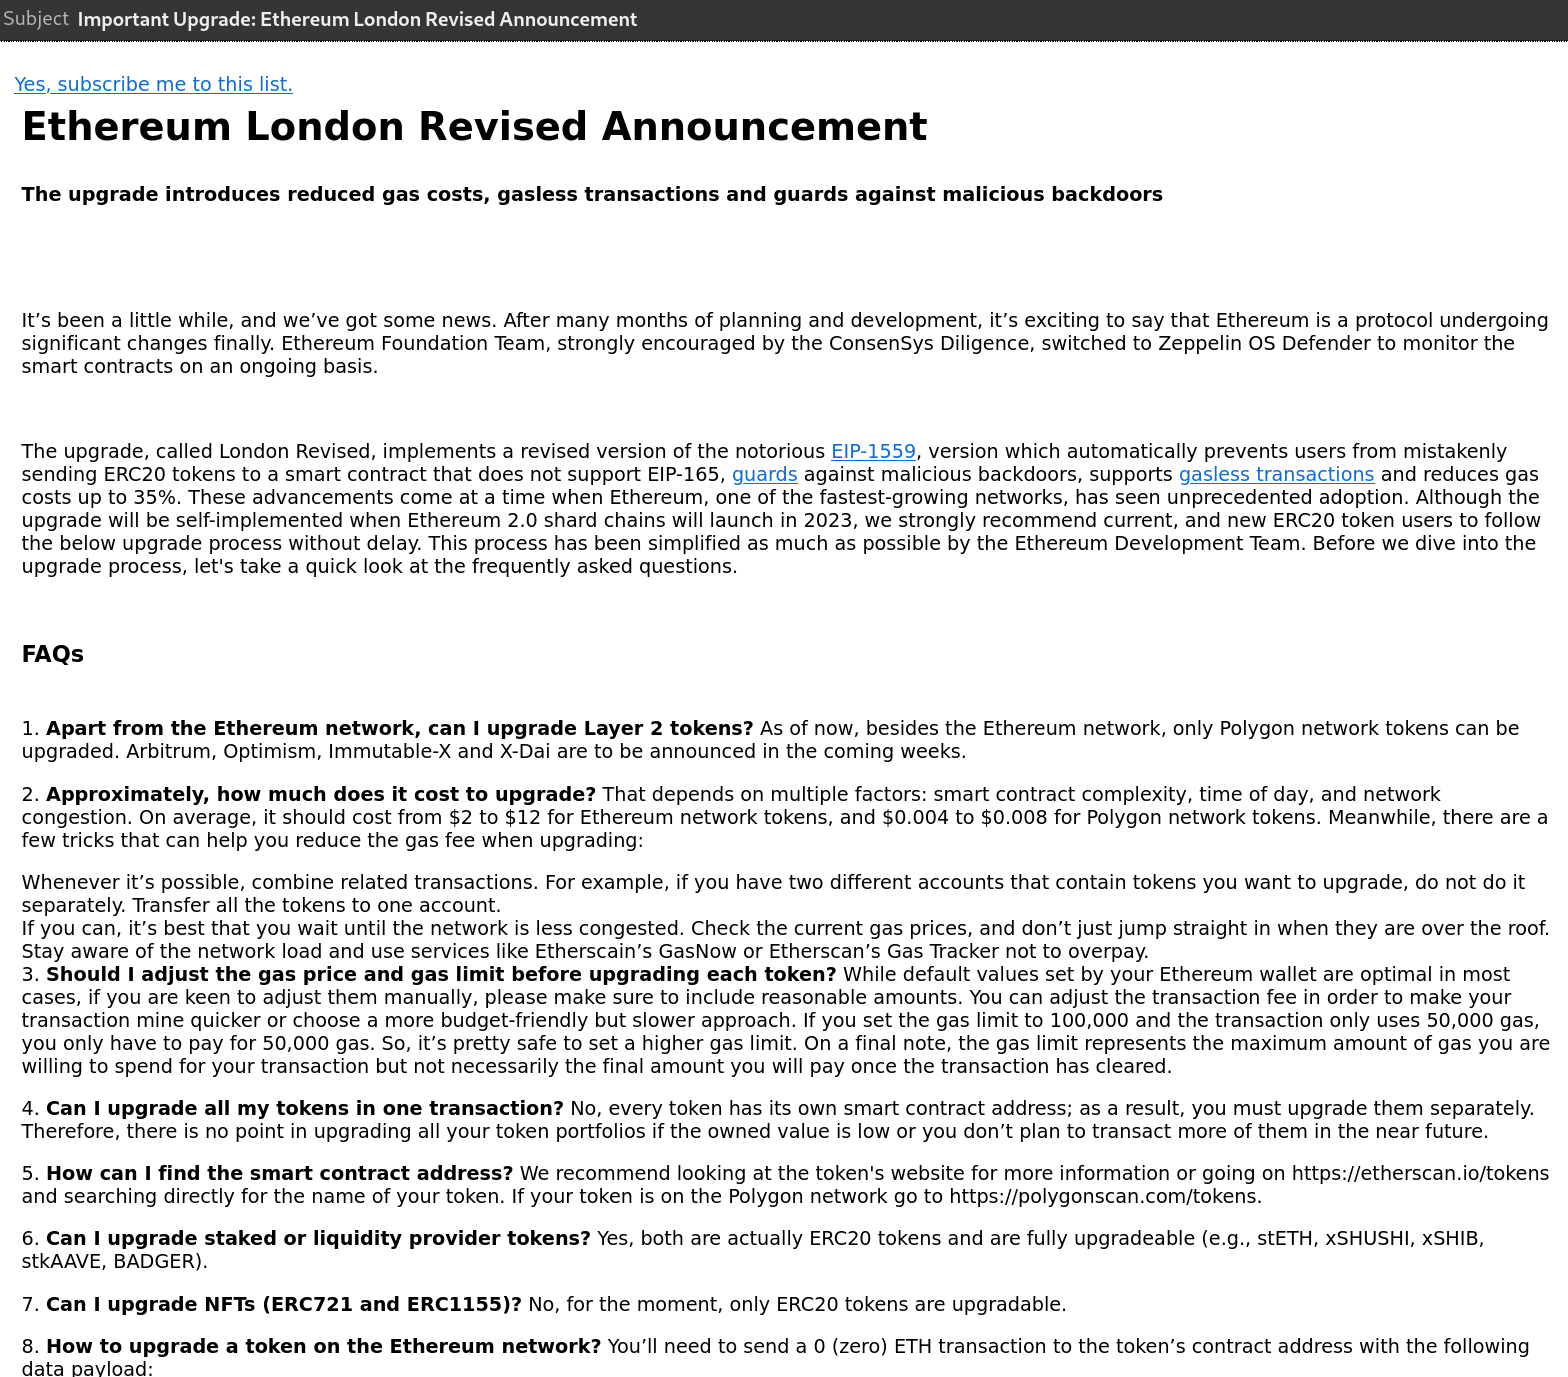 Subject Important Upgrade: Ethereum London Revised Announcement
Yes, subscribe me to this list.
Ethereum London Revised Announcement
The upgrade introduces reduced gas costs, gasless transactions and guards against malicious backdoors
It’s been a little while, and we’ve got some news. After many months of planning and development, it’s exciting to say that Ethereum is a protocol undergoing
significant changes finally. Ethereum Foundation Team, strongly encouraged by the ConsenSys Diligence, switched to Zeppelin OS Defender to monitor the
smart contracts on an ongoing basis.
The upgrade, called London Revised, implements a revised version of the notorious EIP-1559, version which automatically prevents users from mistakenly
sending ERC20 tokens to a smart contract that does not support EIP-165, guards against malicious backdoors, supports gasless transactions and reduces gas
costs up to 35%. These advancements come at a time when Ethereum, one of the fastest-growing networks, has seen unprecedented adoption. Although the
upgrade will be self-implemented when Ethereum 2.0 shard chains will launch in 2023, we strongly recommend current, and new ERC20 token users to follow
the below upgrade process without delay. This process has been simplified as much as possible by the Ethereum Development Team. Before we dive into the
upgrade process, let's take a quick look at the frequently asked questions.
FAQs
1. Apart from the Ethereum network, can I upgrade Layer 2 tokens? As of now, besides the Ethereum network, only Polygon network tokens can be
upgraded. Arbitrum, Optimism, Immutable-X and X-Dai are to be announced in the coming weeks.
2. Approximately, how much does it cost to upgrade? That depends on multiple factors: smart contract complexity, time of day, and network
congestion. On average, it should cost from $2 to $12 for Ethereum network tokens, and $0.004 to $0.008 for Polygon network tokens. Meanwhile, there are a
few tricks that can help you reduce the gas fee when upgrading:
Whenever it’s possible, combine related transactions. For example, if you have two different accounts that contain tokens you want to upgrade, do not do it
separately. Transfer all the tokens to one account.
If you can, it’s best that you wait until the network is less congested. Check the current gas prices, and don’t just jump straight in when they are over the roof.
Stay aware of the network load and use services like Etherscain’s GasNow or Etherscan’s Gas Tracker not to overpay.
3. Should I adjust the gas price and gas limit before upgrading each token? While default values set by your Ethereum wallet are optimal in most
cases, if you are keen to adjust them manually, please make sure to include reasonable amounts. You can adjust the transaction fee in order to make your
transaction mine quicker or choose a more budget-friendly but slower approach. If you set the gas limit to 100,000 and the transaction only uses 50,000 gas,
you only have to pay for 50,000 gas. So, it’s pretty safe to set a higher gas limit. On a final note, the gas limit represents the maximum amount of gas you are
willing to spend for your transaction but not necessarily the final amount you will pay once the transaction has cleared.
4. Can I upgrade all my tokens in one transaction? No, every token has its own smart contract address; as a result, you must upgrade them separately.
Therefore, there is no point in upgrading all your token portfolios if the owned value is low or you don’t plan to transact more of them in the near future.
5. How can I find the smart contract address? We recommend looking at the token's website for more information or going on https://etherscan.io/tokens
and searching directly for the name of your token. If your token is on the Polygon network go to https://polygonscan.com/tokens.
6. Can I upgrade staked or liquidity provider tokens? Yes, both are actually ERC20 tokens and are fully upgradeable (e.g., stETH, xSHUSHI, xSHIB,
stkAAVE, BADGER).
7. Can I upgrade NFTs (ERC721 and ERC1155)? No, for the moment, only ERC20 tokens are upgradable.
8. How to upgrade a token on the Ethereum network? You’ll need to send a 0 (zero) ETH transaction to the token’s contract address with the following
data payload: